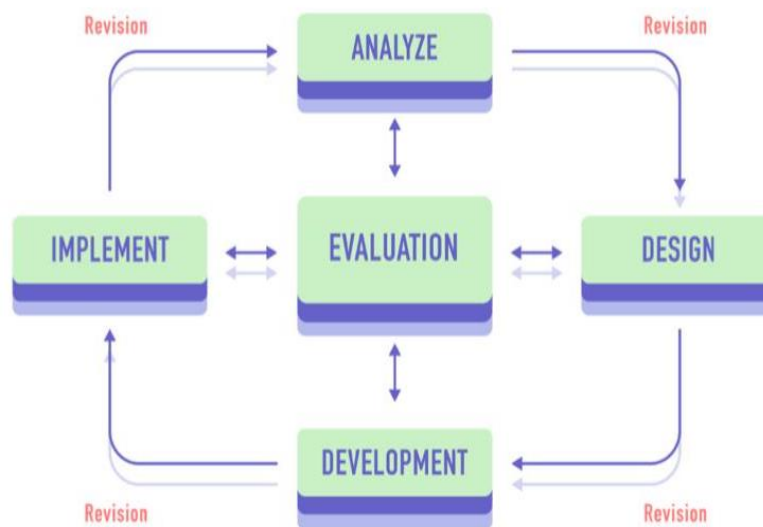 Revision
ANALYZE
Revision
IMPLEMENT
EVALUATION
DESIGN
DEVELOPMENT
Revision
Revision